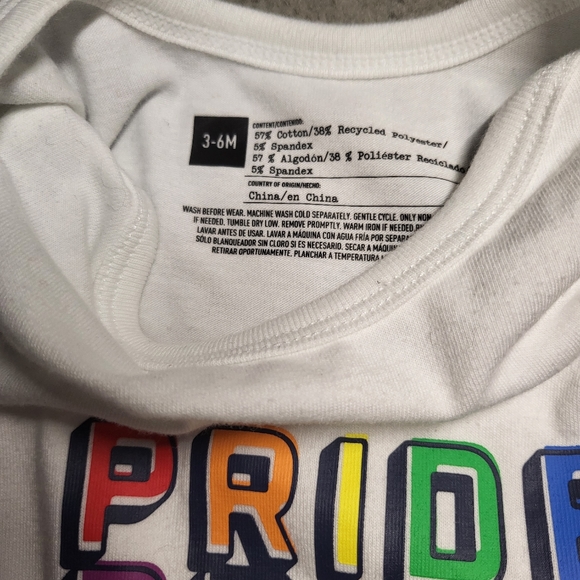 3-6M
CONTENT/CONTENIDO:
57% Cotton/38% Recycled Polyester/
5% Spandex
57 % Algodón/38 % Poliéster Reciclado/
5% Spandex
COUNTRY OF ORIGIN/HECHO:
China/en China
WASH BEFORE WEAR. MACHINE WASH COLD SEPARATELY. GENTLE CYCLE. ONLY NON
IF NEEDED. TUMBLE DRY LOW. REMOVE PROMPTLY. WARM IRON IF NEEDED.
LAVAR ANTES DE USAR. LAVAR A MÁQUINA CON AGUA FRÍA POR SEPARA
SÓLO BLANQUEADOR SIN CLORO SI ES NECESARIO. SECAR A MÁQUI
RETIRAR OPORTUNAMENTE. PLANCHAR A TEMPERATURA
PRIDE